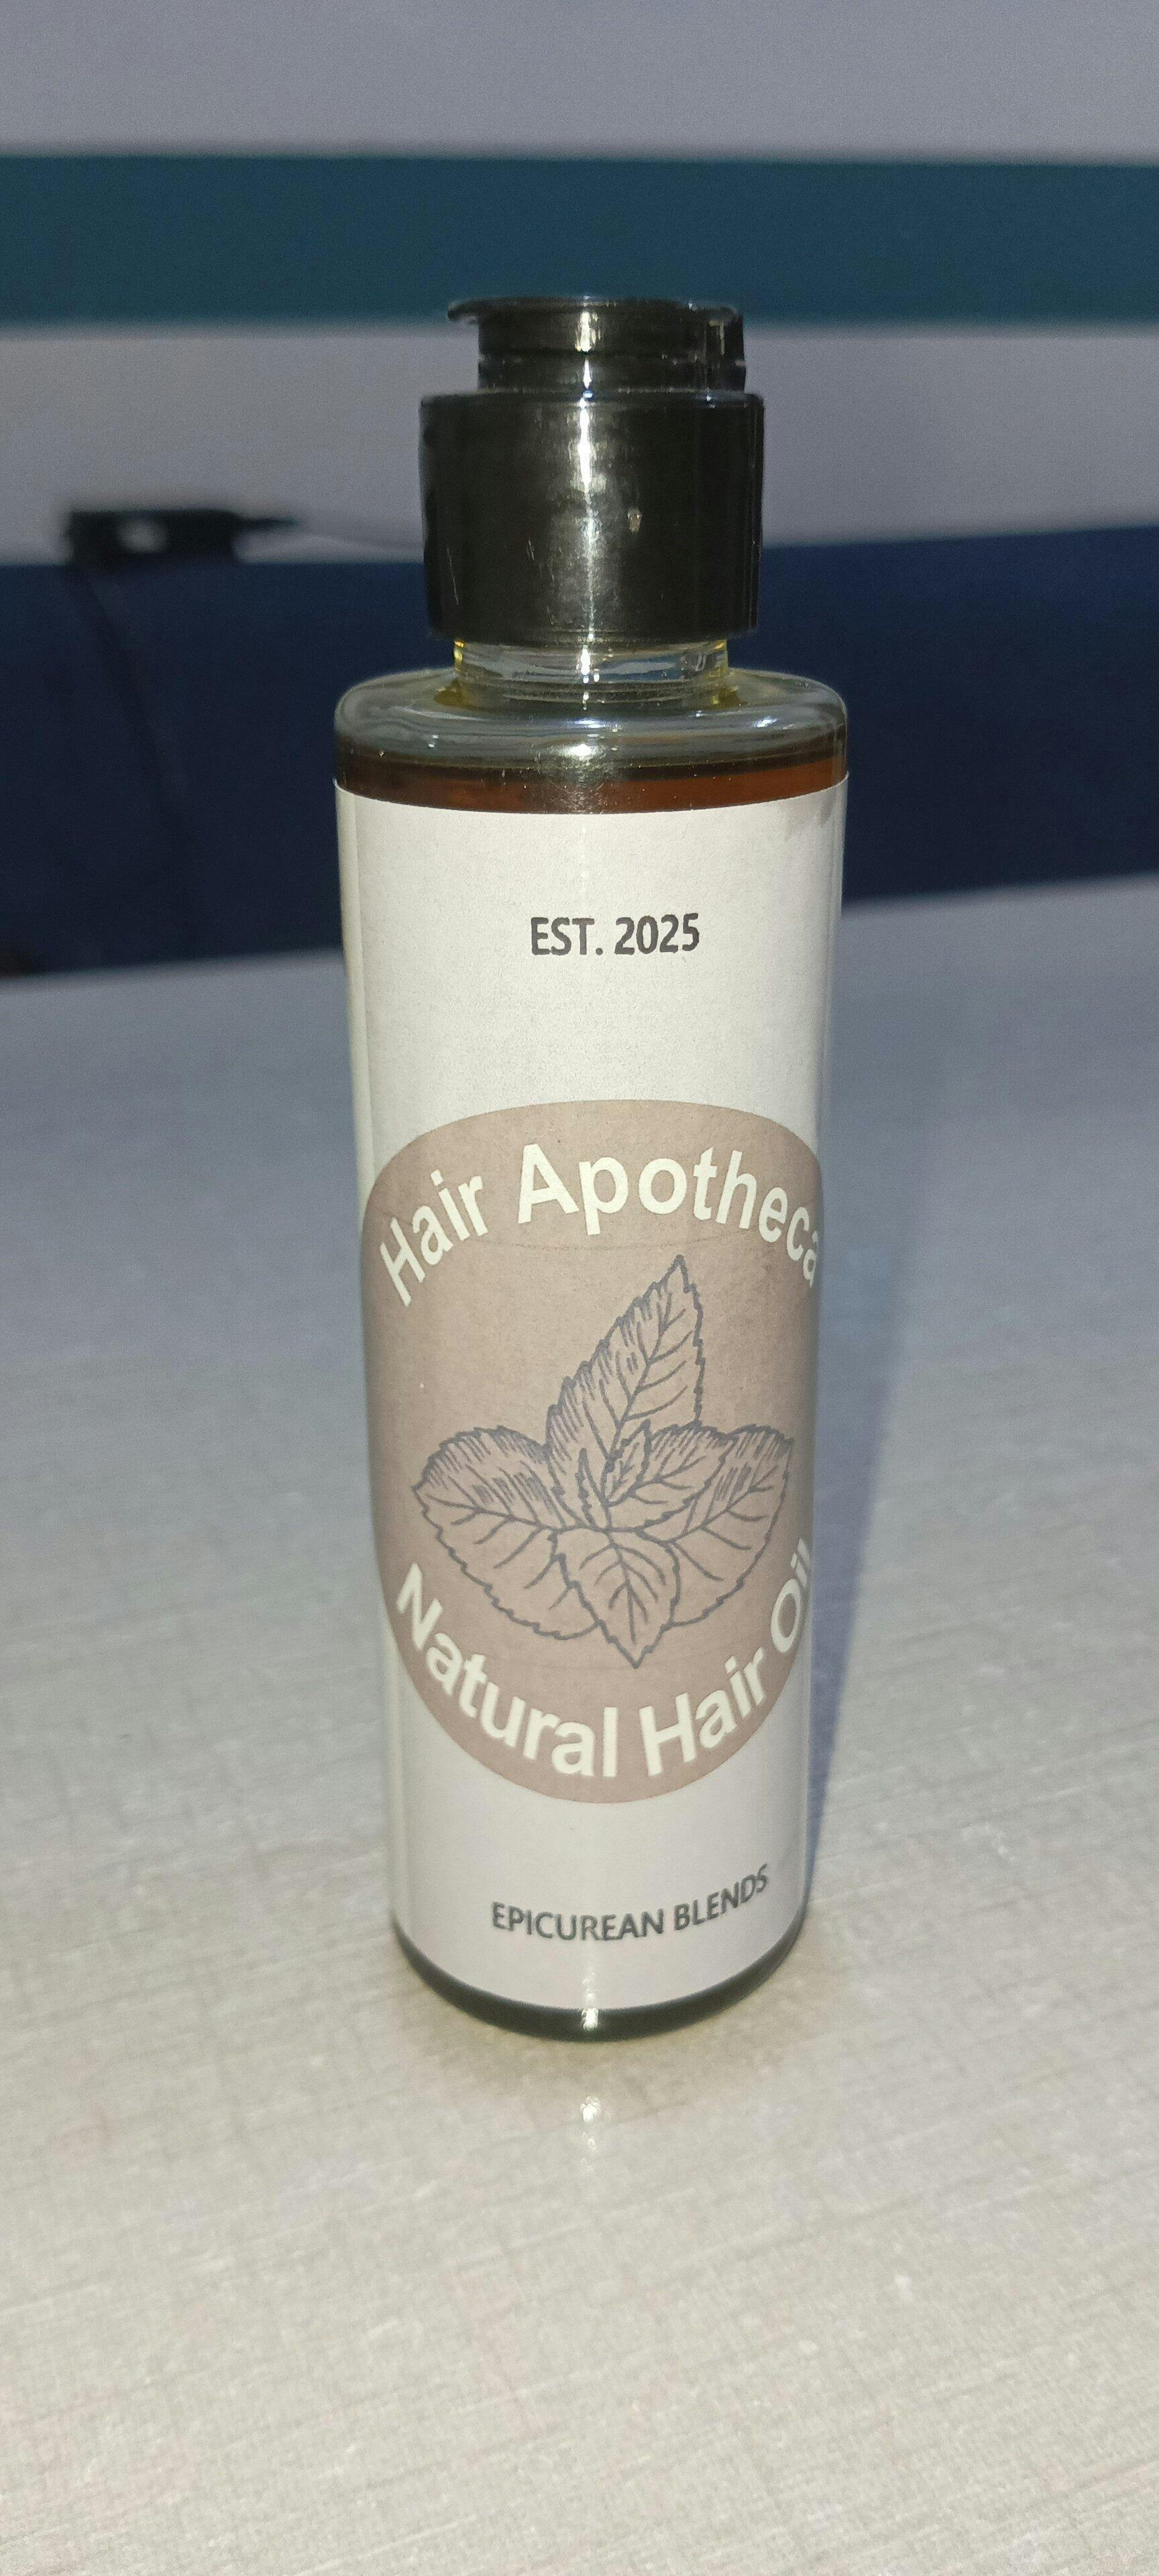 EST. 2025
Hair Apotheca
Natural Hair Oil
EPICUREAN BLENDS